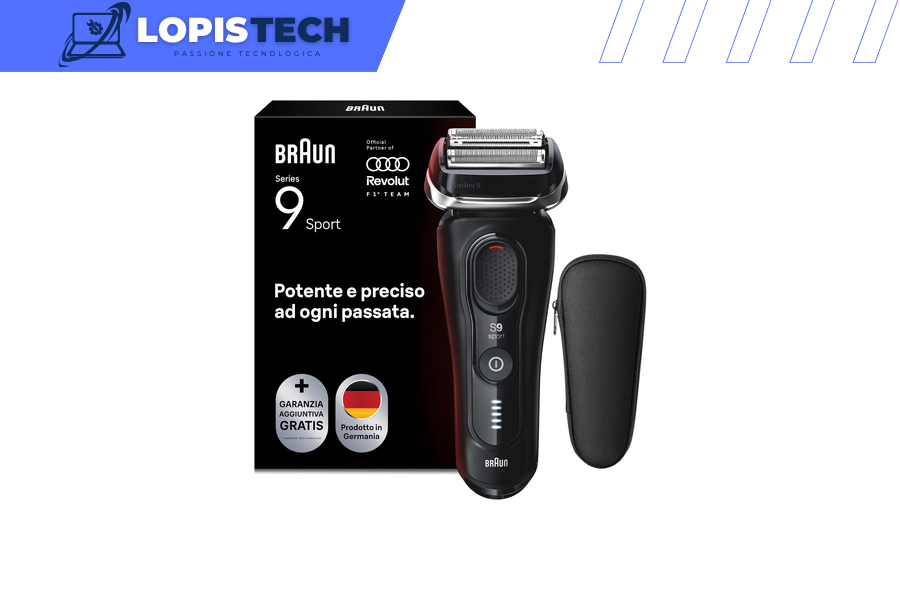 LOPISTECH
PASSIONE TECNOLOGICA
BRAUN
BRAUN
Series
9 Sport
Official
Partner of
Revolut
F1® TEAM
Potente e preciso
ad ogni passata.
+
GARANZIA
AGGIUNTIVA
GRATIS
Prodotto in
Germania
Series 9
S9
sport
BRAUN